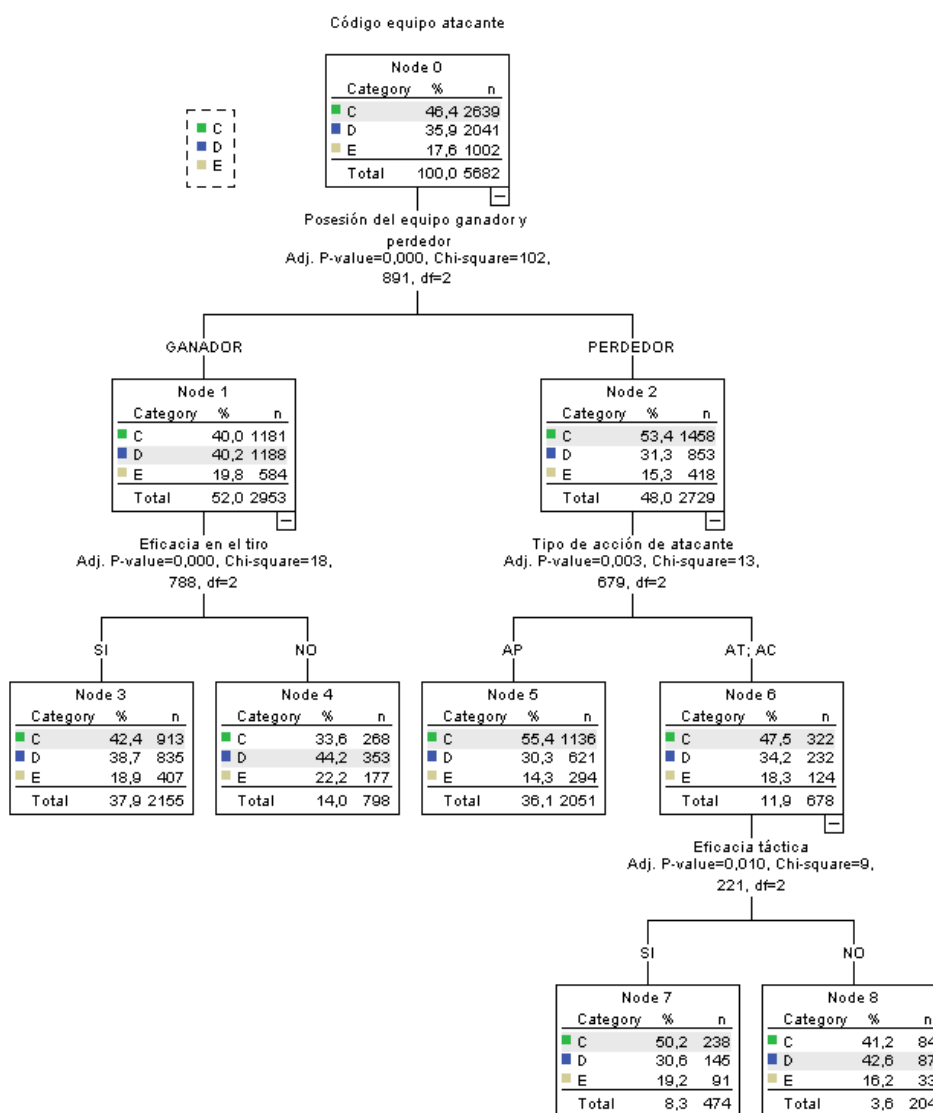 Código equipo atacante
Node 0
Category % n
C 46,4 2639
D 35,9 2041
E 17,6 1002
Total 100,0 5682
C
D
E
Posesión del equipo ganador y
perdedor
Adj. P-value=0,000, Chi-square=102,
891, df=2
GANADOR
PERDEDOR
Node 1
Category % n
C 40,0 1181
D 40,2 1188
E 19,8 584
Total 52,0 2953
Node 2
Category % n
C 53,4 1458
D 31,3 853
E 15,3 418
Total 48,0 2729
Eficacia en el tiro
Adj. P-value=0,000, Chi-square=18,
788, df=2
Tipo de acción de atacante
Adj. P-value=0,003, Chi-square=13,
679, df=2
SI
NO
AP
AT; AC
Node 3
Category % n
C 42,4 913
D 38,7 835
E 18,9 407
Total 37,9 2155
Node 4
Category % n
C 33,6 268
D 44,2 353
E 22,2 177
Total 14,0 798
Node 5
Category % n
C 55,4 1136
D 30,3 621
E 14,3 294
Total 36,1 2051
Node 6
Category % n
C 47,5 322
D 34,2 232
E 18,3 124
Total 11,9 678
Eficacia táctica
Adj. P-value=0,010, Chi-square=9,
221, df=2
SI
NO
Node 7
Category % n
C 50,2 238
D 30,6 145
E 19,2 91
Total 8,3 474
Node 8
Category % n
C 41,2 84
D 42,6 87
E 16,2 33
Total 3,6 204